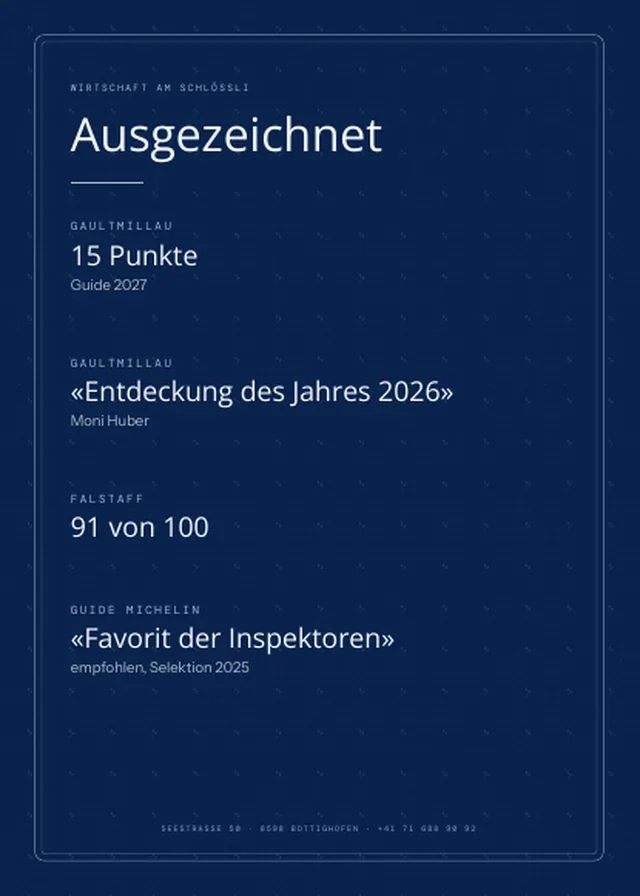 WIRTSCHAFT AM SCHLÖSSLI
Ausgezeichnet
GAULTMILLAU
15 Punkte
Guide 2027
GAULTMILLAU
«Entdeckung des Jahres 2026»
Moni Huber
FALSTAFF
91 von 100
GUIDE MICHELIN
«Favorit der Inspektoren»
empfohlen, Selektion 2025
SEESTRASSE 50 · 8598 BOTTIGHOFEN · +41 71 688 90 92